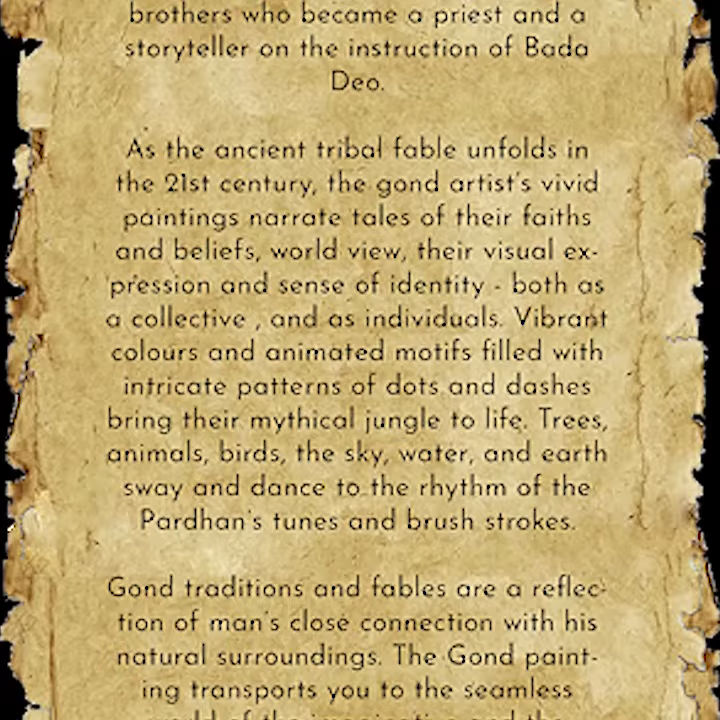 brothers who became a priest and a
storyteller on the instruction of Bada
Deo.
As the ancient tribal fable unfolds in
the 21st century, the gond artist's vivid
paintings narrate tales of their faiths
and beliefs, world view, their visual ex-
pression and sense of identity - both as
a collective , and as individuals. Vibrant
colours and animated motifs filled with
intricate patterns of dots and dashes
bring their mythical jungle to life. Trees,
animals, birds, the sky, water, and earth
sway and dance to the rhythm of the
Pardhan's tunes and brush strokes.
Gond traditions and fables are a reflec-
tion of man's close connection with his
natural surroundings. The Gond paint-
ing transports you to the seamless
world of the imagination and the